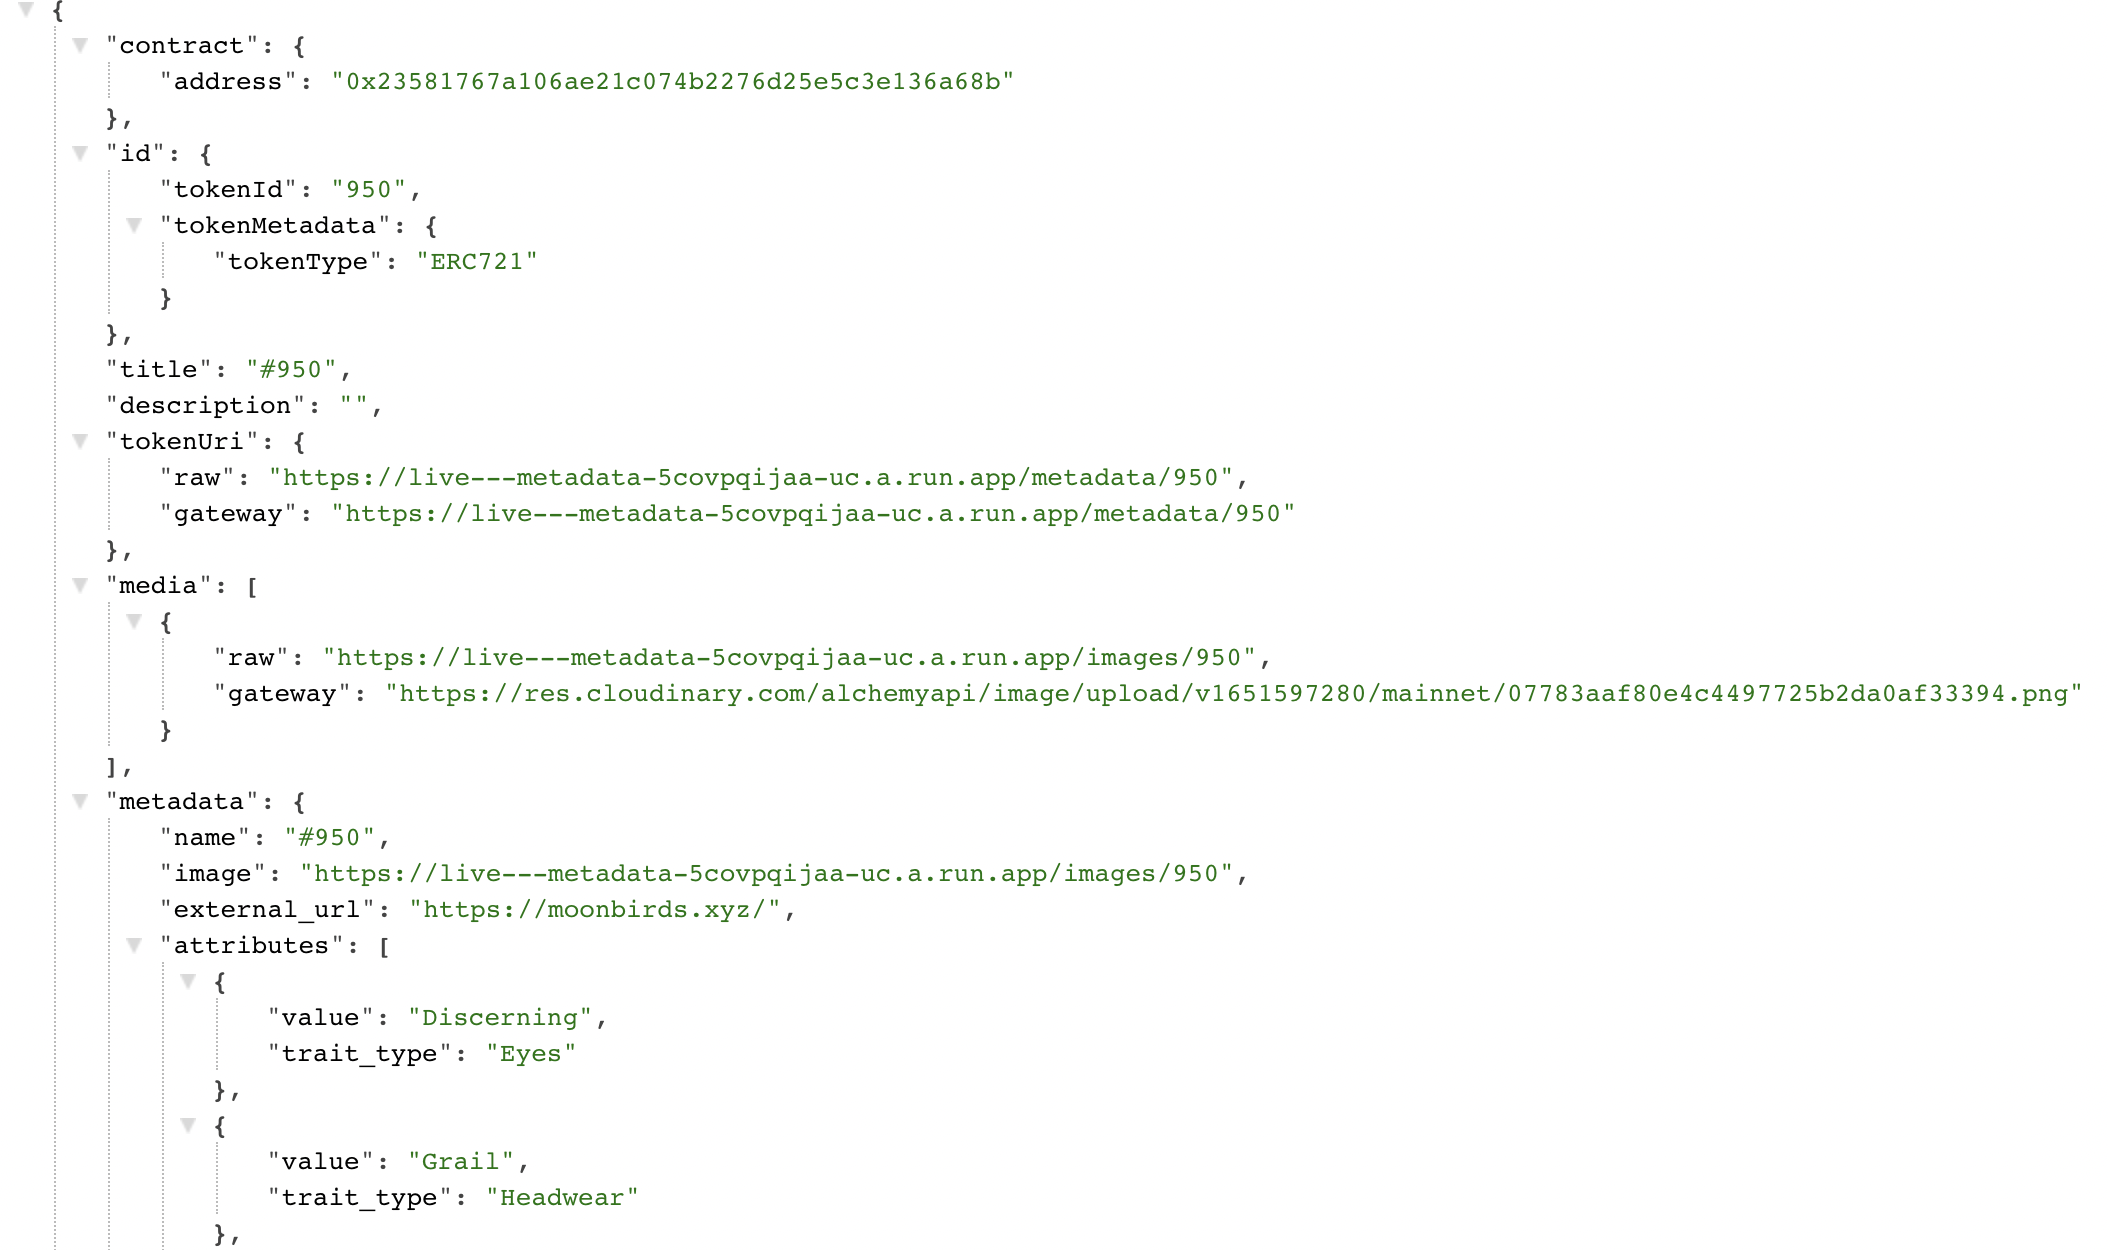 {
"contract": {
"address": "0x23581767a106ae21c074b2276d25e5c3e136a68b"
},
"id": {
"tokenId": "950",
"tokenMetadata": {
"tokenType": "ERC721"
}
},
"title": "#950",
"description": "",
"tokenUri": {
"raw": "https://live---metadata-5covpqijaa-uc.a.run.app/metadata/950",
"gateway": "https://live---metadata-5covpqijaa-uc.a.run.app/metadata/950"
},
"media": [
{
"raw": "https://live---metadata-5covpqijaa-uc.a.run.app/images/950",
"gateway": "https://res.cloudinary.com/alchemyapi/image/upload/v1651597280/mainnet/07783aaf80e4c4497725b2da0af33394.png"
}
],
"metadata": {
"name": "#950",
"image": "https://live---metadata-5covpqijaa-uc.a.run.app/images/950",
"external_url": "https://moonbirds.xyz/",
"attributes": [
{
"value": "Discerning",
"trait_type": "Eyes"
},
{
"value": "Grail",
"trait_type": "Headwear"
},